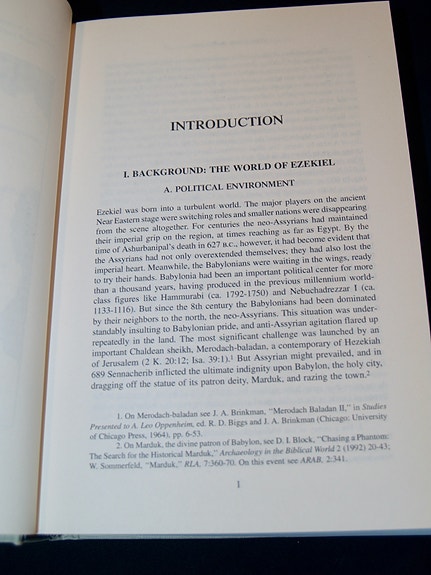 INTRODUCTION
I. BACKGROUND: THE WORLD OF EZEKIEL
A. POLITICAL ENVIRONMENT
Ezekiel was born into a turbulent world. The major players on the ancient
Near Eastern stage were switching roles and smaller nations were disappearing
from the scene altogether. For centuries the neo-Assyrians had maintained
their imperial grip on the region, at times reaching as far as Egypt. By the
time of Ashurbanipal's death in 627 B.C., however, it had become evident that
the Assyrians had not only overextended themselves; they had also lost the
imperial heart. Meanwhile, the Babylonians were waiting in the wings, ready
to try their hands. Babylonia had been an important political center for more
than a thousand years, having produced in the previous millennium world-
class figures like Hammurabi (ca. 1792-1750) and Nebuchadrezzar I (ca.
1133-1116). But since the 8th century the Babylonians had been dominated
by their neighbors to the north, the neo-Assyrians. This situation was under-
standably insulting to Babylonian pride, and anti-Assyrian agitation flared up
repeatedly in the land. The most significant challenge was launched by an
important Chaldean sheikh, Merodach-baladan, a contemporary of Hezekiah
of Jerusalem (2 K. 20:12; Isa. 39:1).1 But Assyrian might prevailed, and in
689 Sennacherib inflicted the ultimate indignity upon Babylon, the holy city,
dragging off the statue of its patron deity, Marduk, and razing the town.2
1. On Merodach-baladan see J. A. Brinkman, "Merodach Baladan II," in Studies
Presented to A. Leo Oppenheim, ed. R. D. Biggs and J. A. Brinkman (Chicago: University
of Chicago Press, 1964), pp. 6-53.
2. On Marduk, the divine patron of Babylon, see D. I. Block, "Chasing a Phantom:
The Search for the Historical Marduk," Archaeology in the Biblical World 2 (1992) 20-43;
W. Sommerfeld, "Marduk," RLA, 7:360-70. On this event see ARAB, 2:341.
1